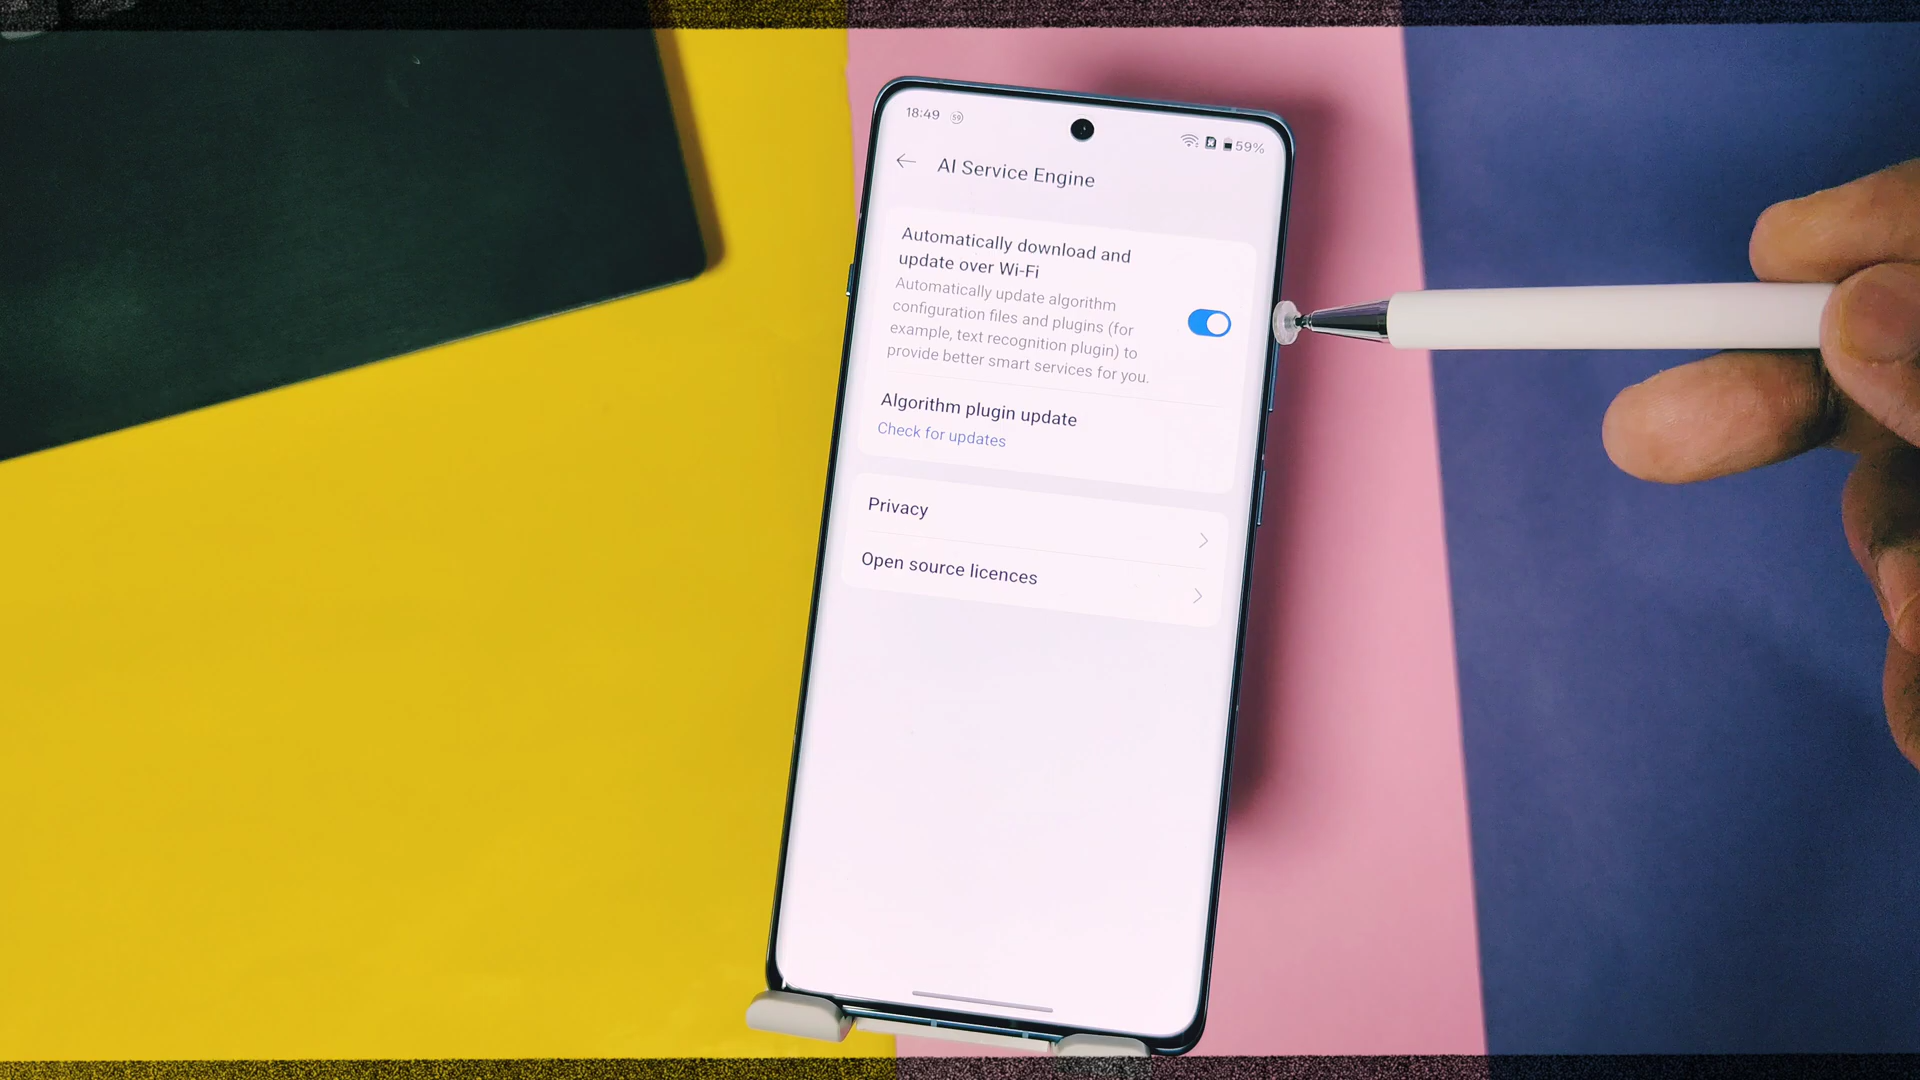 18:49 59
59%
AI Service Engine
Automatically download and
update over Wi-Fi
Automatically update algorithm
configuration files and plugins (for
example, text recognition plugin) to
provide better smart services for you.
Algorithm plugin update
Check for updates
Privacy
Open source licences